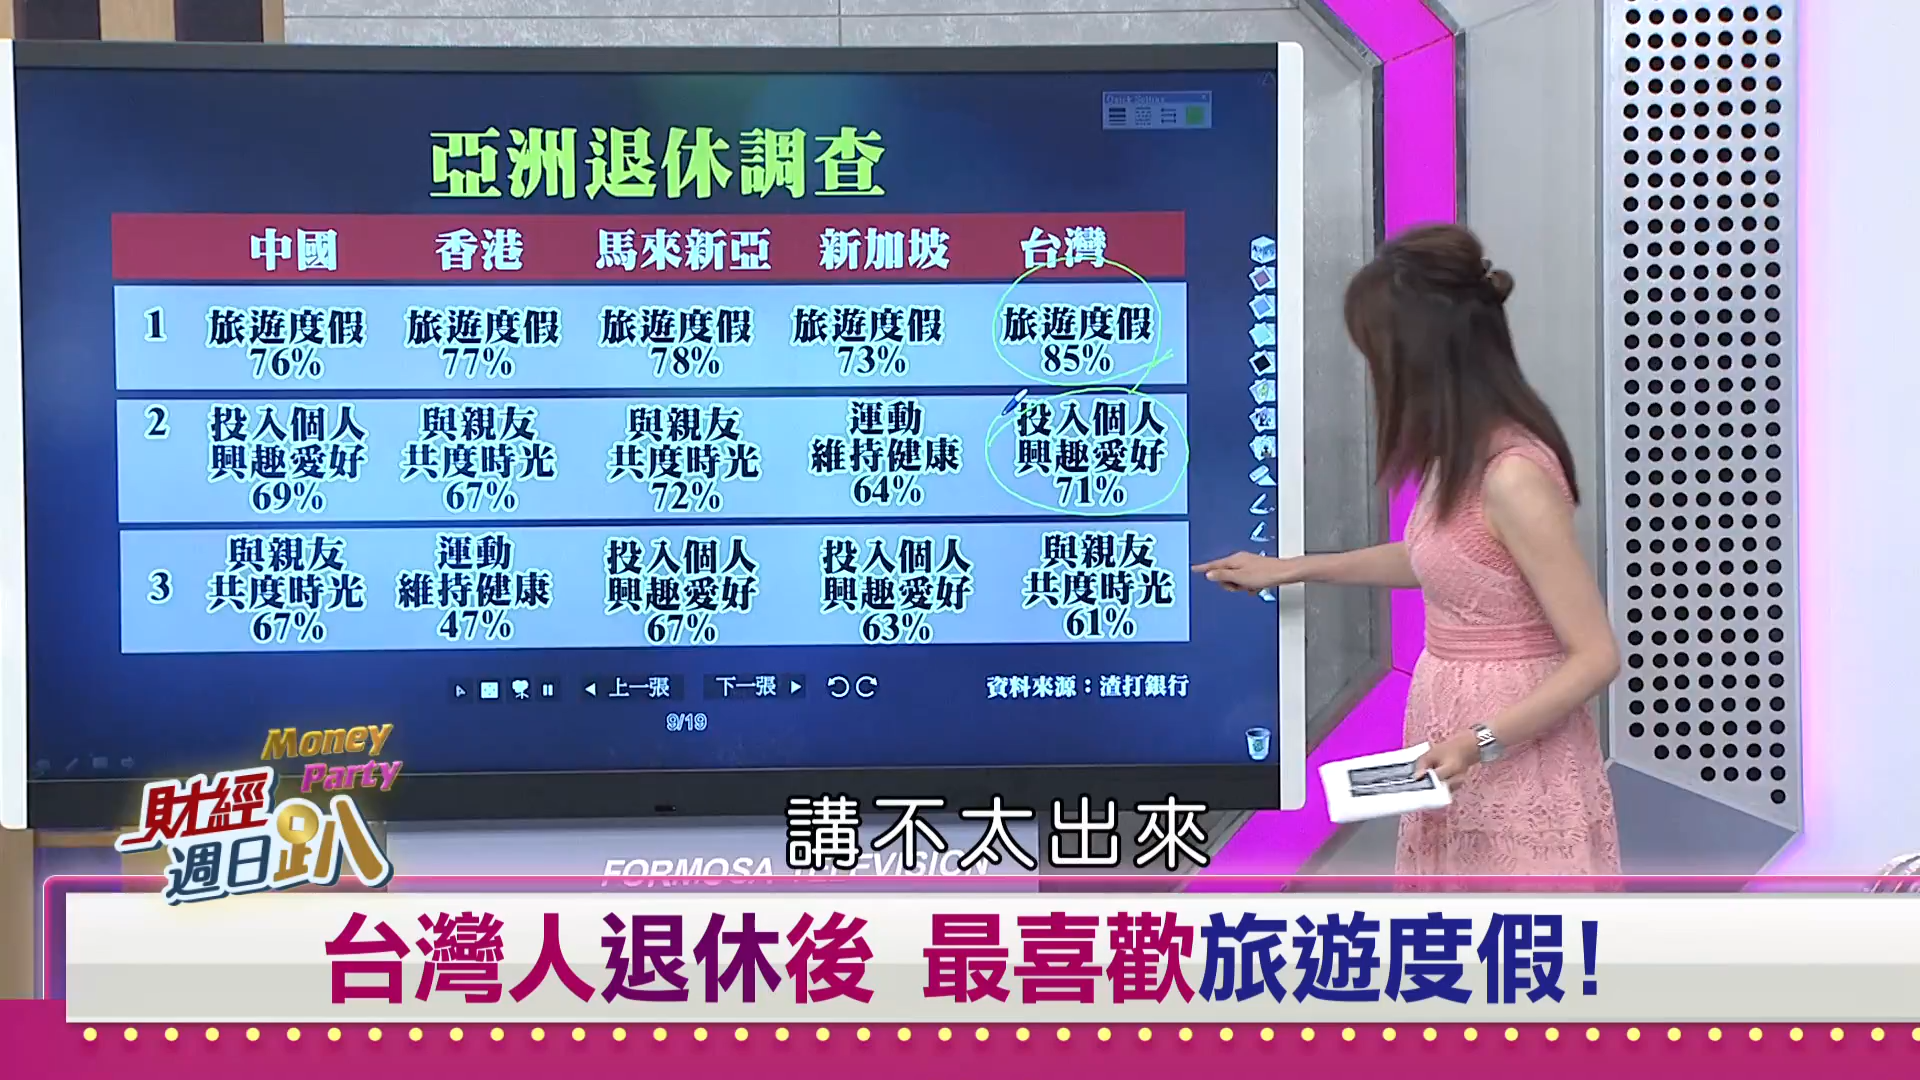 亞洲退休調查
中國 香港 馬來新亞 新加坡 台灣
1 旅遊度假 旅遊度假 旅遊度假 旅遊度假 旅遊度假
76% 77% 78% 73% 85%
2 投入個人 與親友 與親友 運動 投入個人
興趣愛好 共度時光 共度時光 維持健康 興趣愛好
69% 67% 72% 64% 71%
3 與親友 運動 投入個人 投入個人 與親友
共度時光 維持健康 興趣愛好 興趣愛好 共度時光
67% 47% 67% 63% 61%
上一張 下一張
資料來源：渣打銀行
9/19
Money
Party
財經
週日趴
講不太出來
FORMOSA TELEVISION
台灣人退休後 最喜歡旅遊度假!